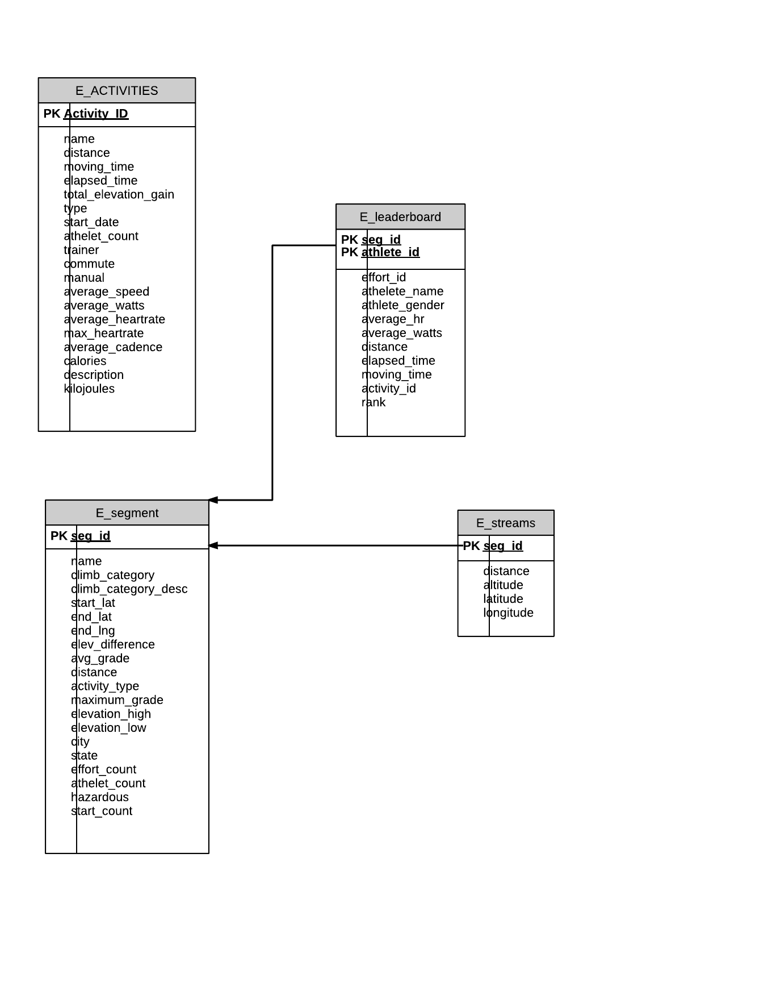 E_ACTIVITIES
PK Activity_ID
name
distance
moving_time
elapsed_time
total_elevation_gain
type
start_date
athelet_count
trainer
commute
manual
average_speed
average_watts
average_heartrate
max_heartrate
average_cadence
calories
description
kilojoules
E_leaderboard
PK seg_id
PK athlete_id
effort_id
athelete_name
athlete_gender
average_hr
average_watts
distance
elapsed_time
moving_time
activity_id
rank
E_segment
PK seg_id
name
climb_category
climb_category_desc
start_lat
end_lat
end_lng
elev_difference
avg_grade
distance
activity_type
maximum_grade
elevation_high
elevation_low
city
state
effort_count
athelet_count
hazardous
start_count
E_streams
PK seg_id
distance
altitude
latitude
longitude